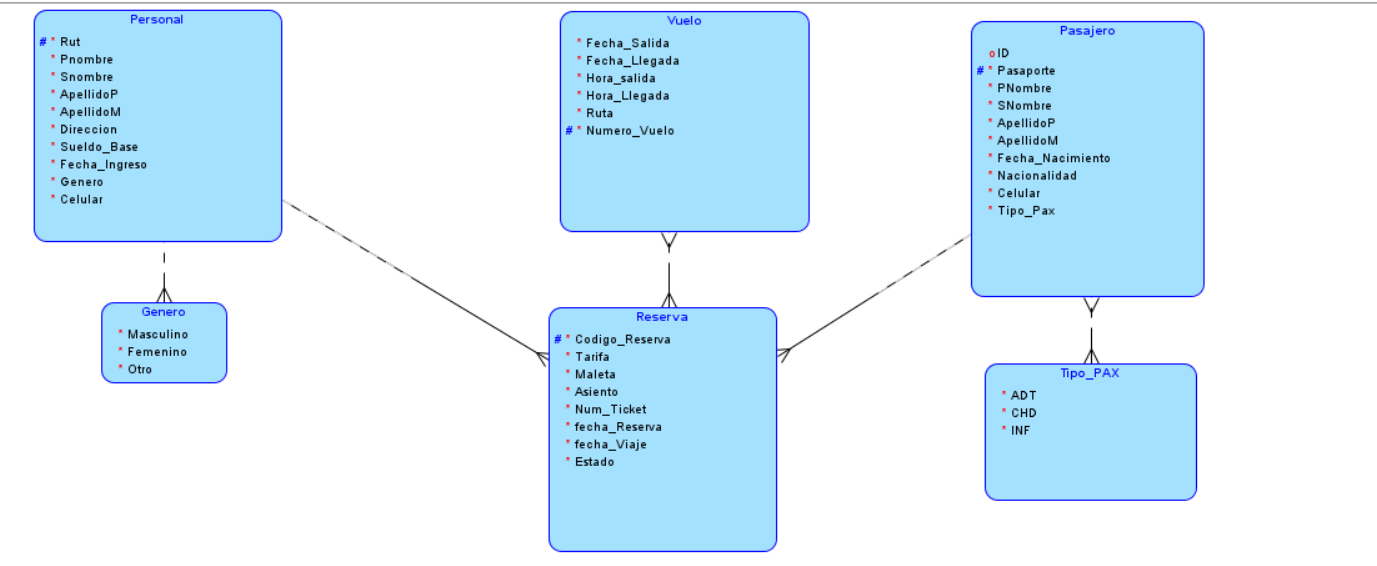 Personal
# * Rut
* Pnombre
* Snombre
* ApellidoP
* ApellidoM
* Direccion
* Sueldo_Base
* Fecha_Ingreso
* Genero
* Celular
Vuelo
* Fecha_Salida
* Fecha_Llegada
* Hora_salida
* Hora_Llegada
* Ruta
# * Numero_Vuelo
Pasajero
o ID
# * Pasaporte
* PNombre
* SNombre
* ApellidoP
* ApellidoM
* Fecha_Nacimiento
* Nacionalidad
* Celular
* Tipo_Pax
Genero
* Masculino
* Femenino
* Otro
Reserva
# * Codigo_Reserva
* Tarifa
* Maleta
* Asiento
* Num_Ticket
* fecha_Reserva
* fecha_Viaje
* Estado
Tipo_PAX
* ADT
* CHD
* INF